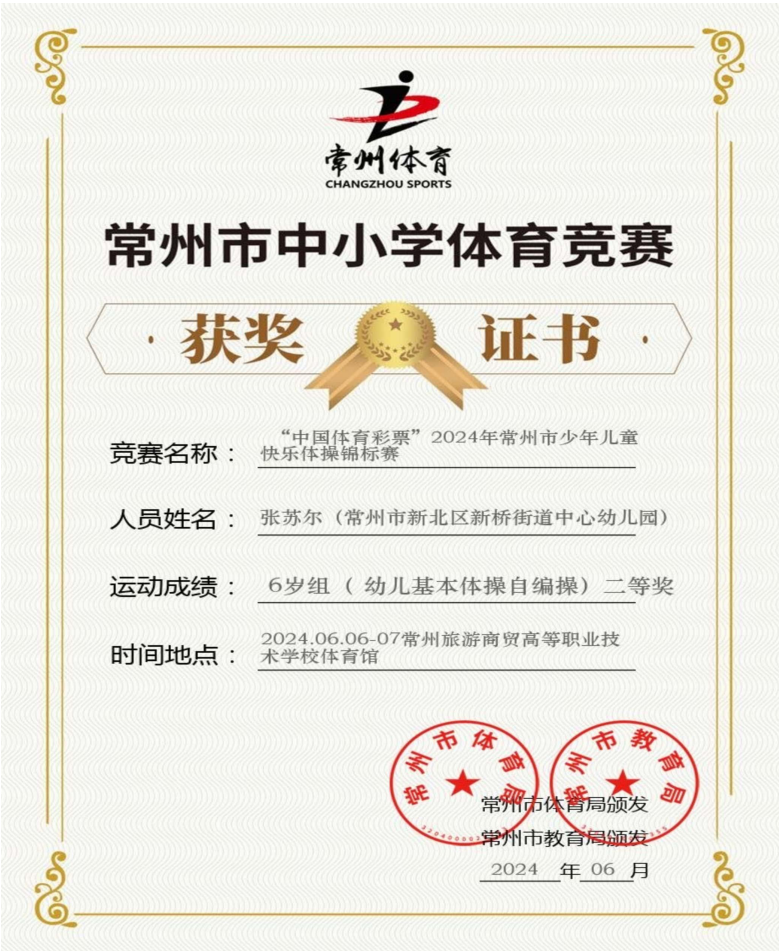 常州体育
CHANGZHOU SPORTS
常州市中小学体育竞赛
·获奖 证书·
竞赛名称：“中国体育彩票”2024年常州市少年儿童
快乐体操锦标赛
人员姓名：张苏尔（常州市新北区新桥街道中心幼儿园）
运动成绩：6岁组（ 幼儿基本体操自编操）二等奖
时间地点：2024.06.06-07常州旅游商贸高等职业技
术学校体育馆
常州市体育局
常州市教育局
常州市体育局颁发
常州市教育局颁发
2024 年 06 月